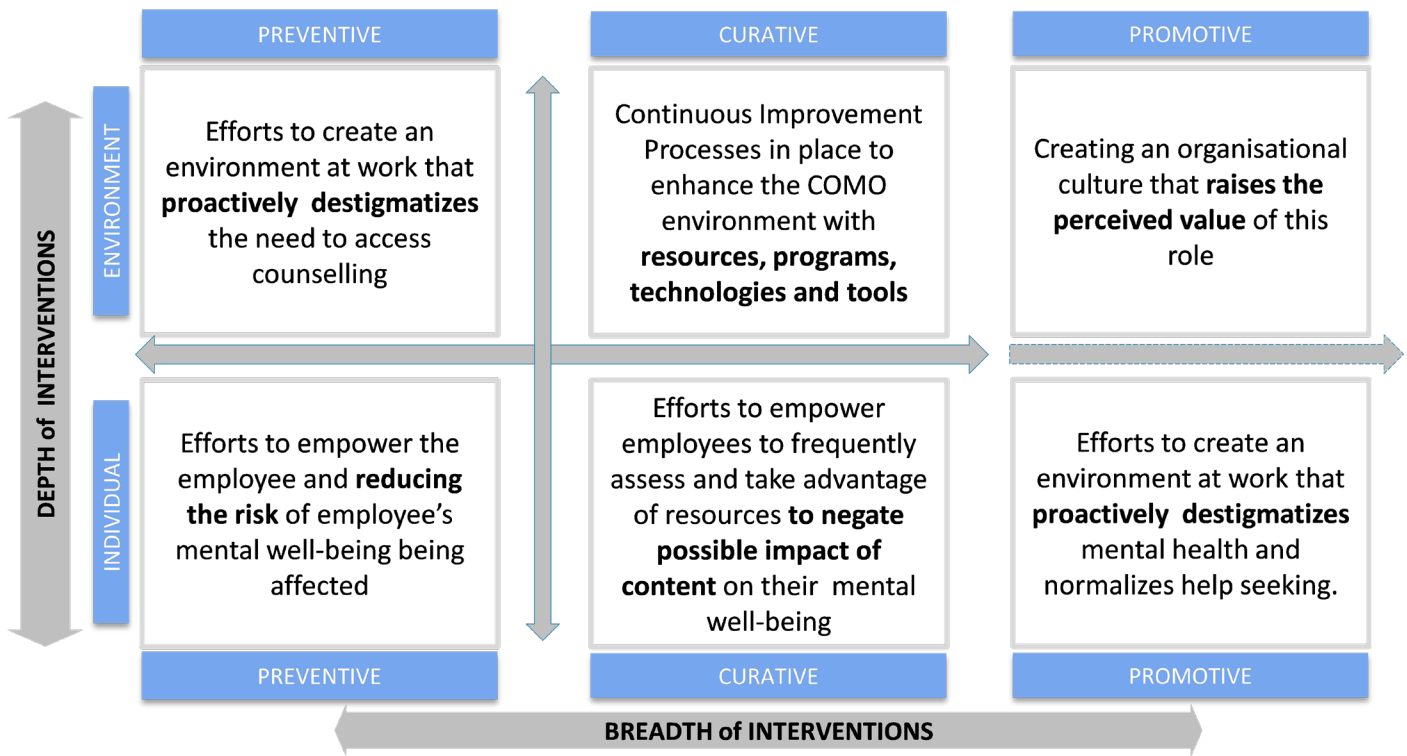 PREVENTIVE
CURATIVE
PROMOTIVE
DEPTH of INTERVENTIONS
ENVIRONMENT
Efforts to create an
environment at work that
proactively destigmatizes
the need to access
counselling
Continuous Improvement
Processes in place to
enhance the COMO
environment with
resources, programs,
technologies and tools
Creating an organisational
culture that raises the
perceived value of this
role
INDIVIDUAL
Efforts to empower the
employee and reducing
the risk of employee’s
mental well-being being
affected
Efforts to empower
employees to frequently
assess and take advantage
of resources to negate
possible impact of
content on their mental
well-being
Efforts to create an
environment at work that
proactively destigmatizes
mental health and
normalizes help seeking.
PREVENTIVE
CURATIVE
PROMOTIVE
BREADTH of INTERVENTIONS